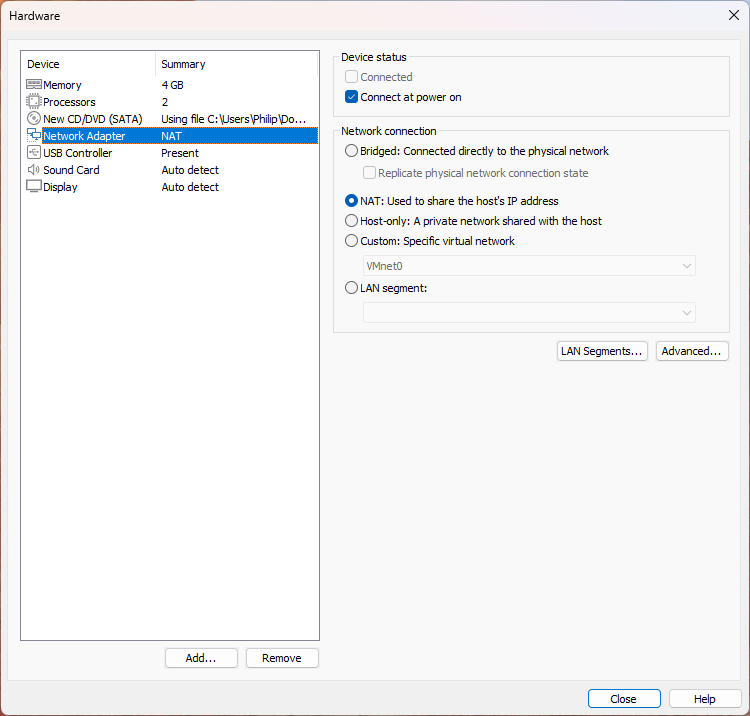 Hardware
Device Summary
Memory 4 GB
Processors 2
New CD/DVD (SATA) Using file C:\Users\Philip\Do...
Network Adapter NAT
USB Controller Present
Sound Card Auto detect
Display Auto detect
Add...
Remove
Device status
Connected
Connect at power on
Network connection
Bridged: Connected directly to the physical network
Replicate physical network connection state
NAT: Used to share the host's IP address
Host-only: A private network shared with the host
Custom: Specific virtual network
VMnet0
LAN segment:
LAN Segments...
Advanced...
Close
Help